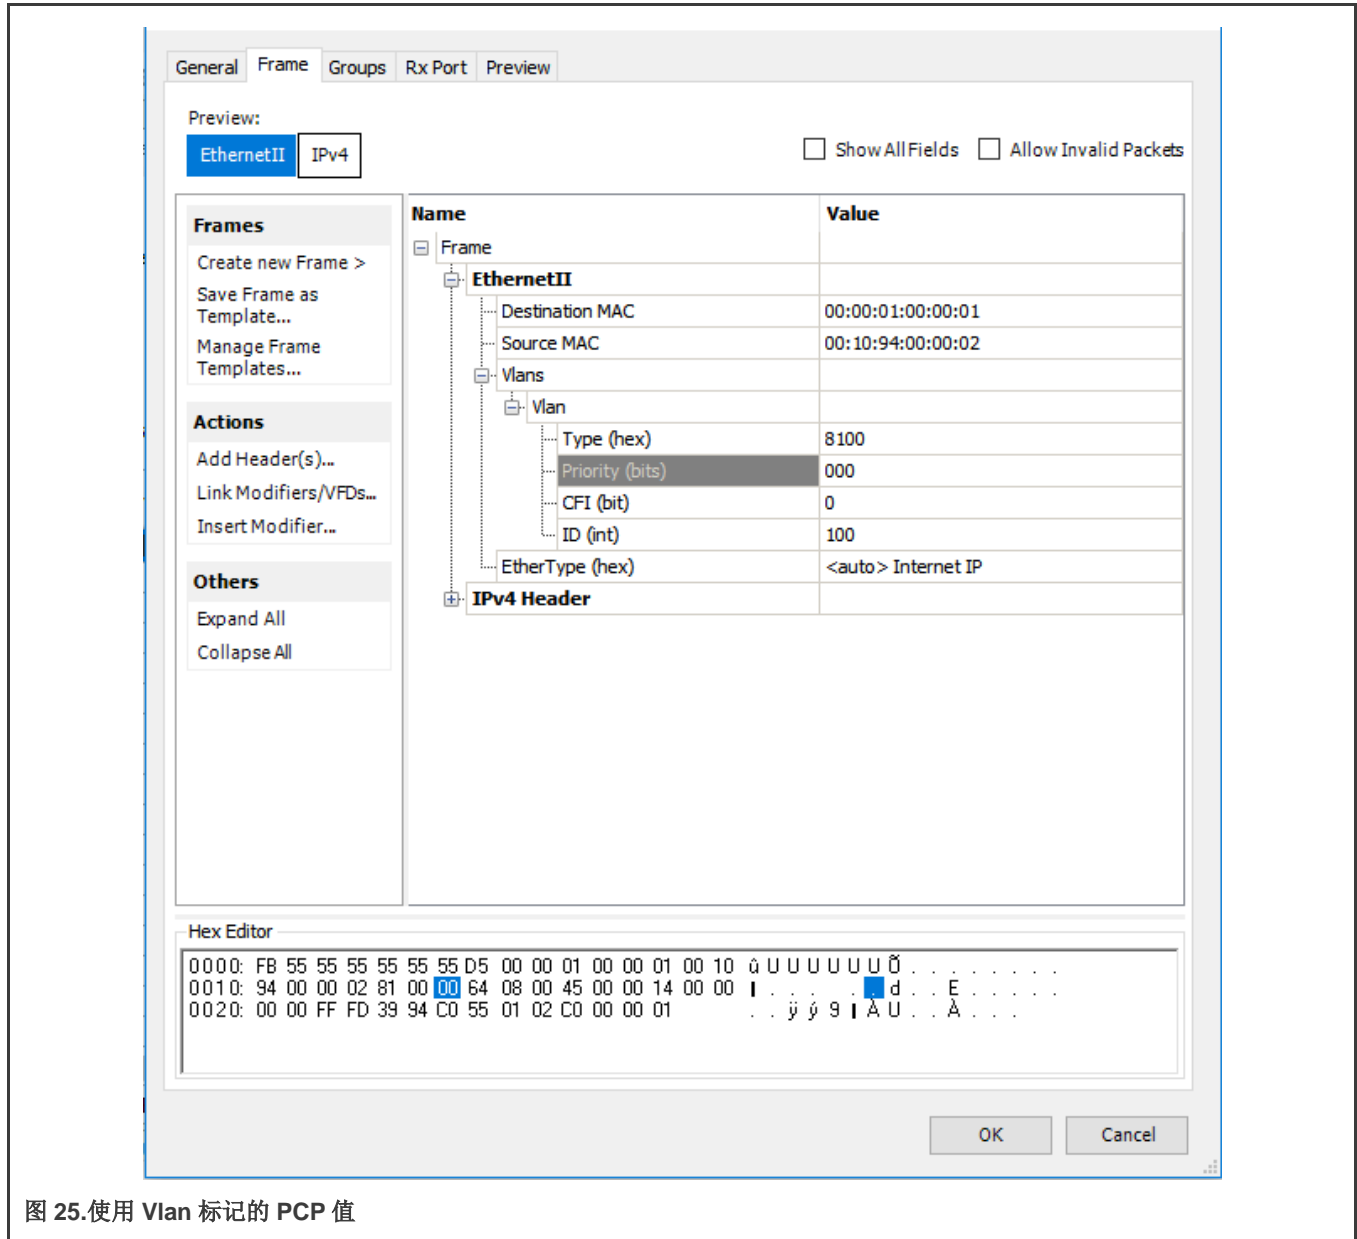 General Frame Groups Rx Port Preview
Preview:
EthernetII IPv4
Show All Fields Allow Invalid Packets
Frames
Create new Frame >
Save Frame as
Template...
Manage Frame
Templates...
Actions
Add Header(s)...
Link Modifiers/VFDs...
Insert Modifier...
Others
Expand All
Collapse All
Name Value
Frame
EthernetII
Destination MAC 00:00:01:00:00:01
Source MAC 00:10:94:00:00:02
Vlans
Vlan
Type (hex) 8100
Priority (bits) 000
CFI (bit) 0
ID (int) 100
EtherType (hex) <auto> Internet IP
IPv4 Header
Hex Editor
0000: FB 55 55 55 55 55 55 D5 00 00 01 00 00 01 00 10 û U U U U U U Õ . . . . . . . .
0010: 94 00 00 02 81 00 00 64 08 00 45 00 00 14 00 00 . . . . . d . . E . . . . .
0020: 00 00 FF FD 39 94 C0 55 01 02 C0 00 00 01 . . ÿ ý 9 À U . . À . . .
OK Cancel
图 25.使用 Vlan 标记的 PCP 值